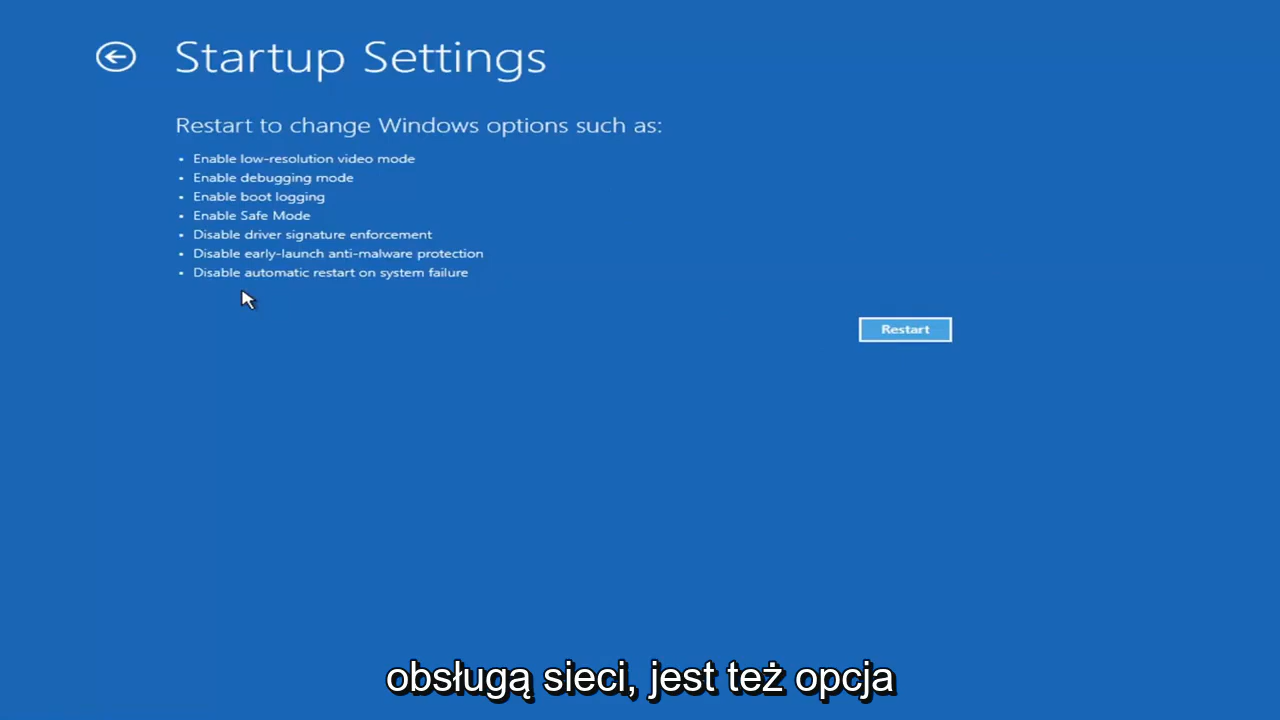 Startup Settings
Restart to change Windows options such as:
• Enable low-resolution video mode
• Enable debugging mode
• Enable boot logging
• Enable Safe Mode
• Disable driver signature enforcement
• Disable early-launch anti-malware protection
• Disable automatic restart on system failure
Restart
obsługą sieci, jest też opcja